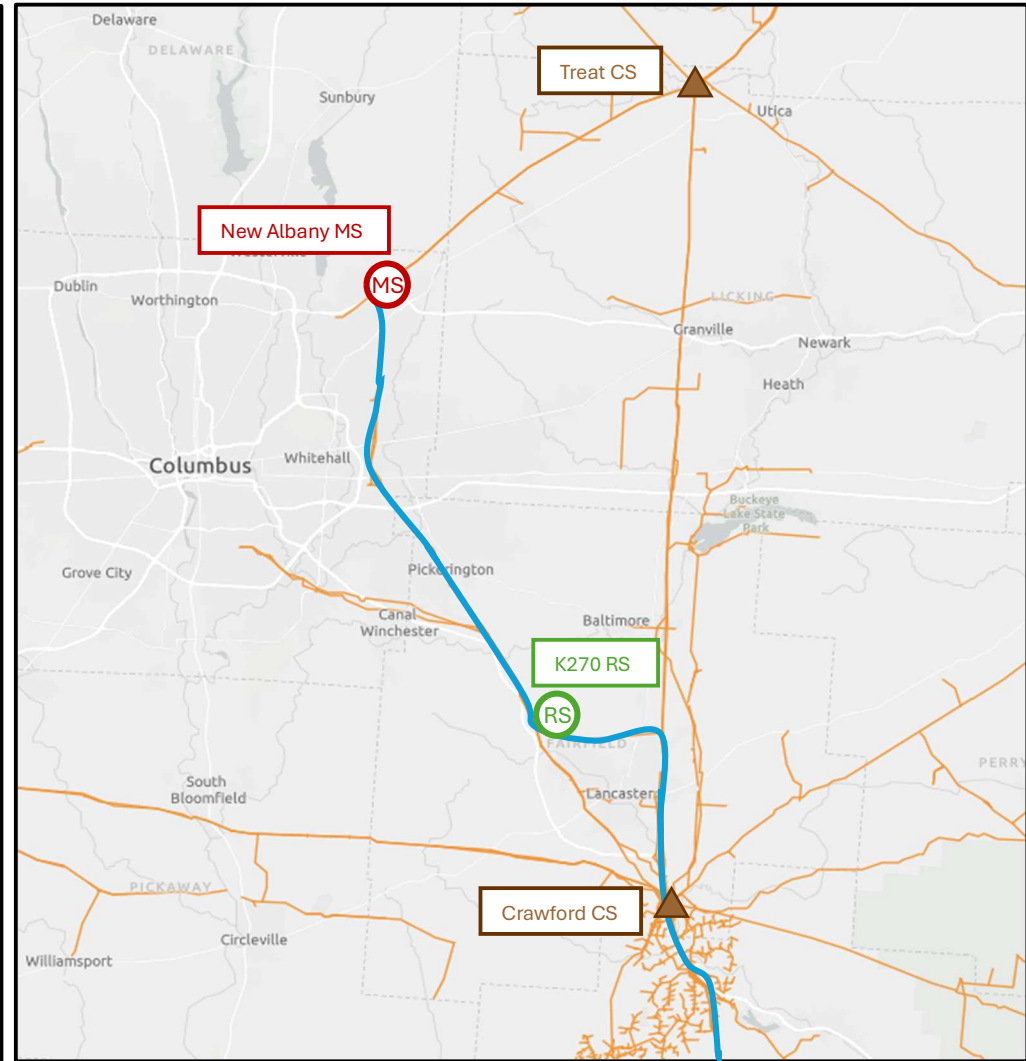 Delaware
DELAWARE
Treat CS
Sunbury
Utica
New Albany MS
Westerville
MS
Dublin
Worthington
LICKING
Granville
Newark
Heath
Columbus
Whitehall
Buckeye
Lake State
Park
Grove City
Pickerington
Canal
Winchester
Baltimore
K270 RS
RS
FAIRFIELD
PERRY
South
Bloomfield
Lancaster
PICKAWAY
Crawford CS
Circleville
Williamsport